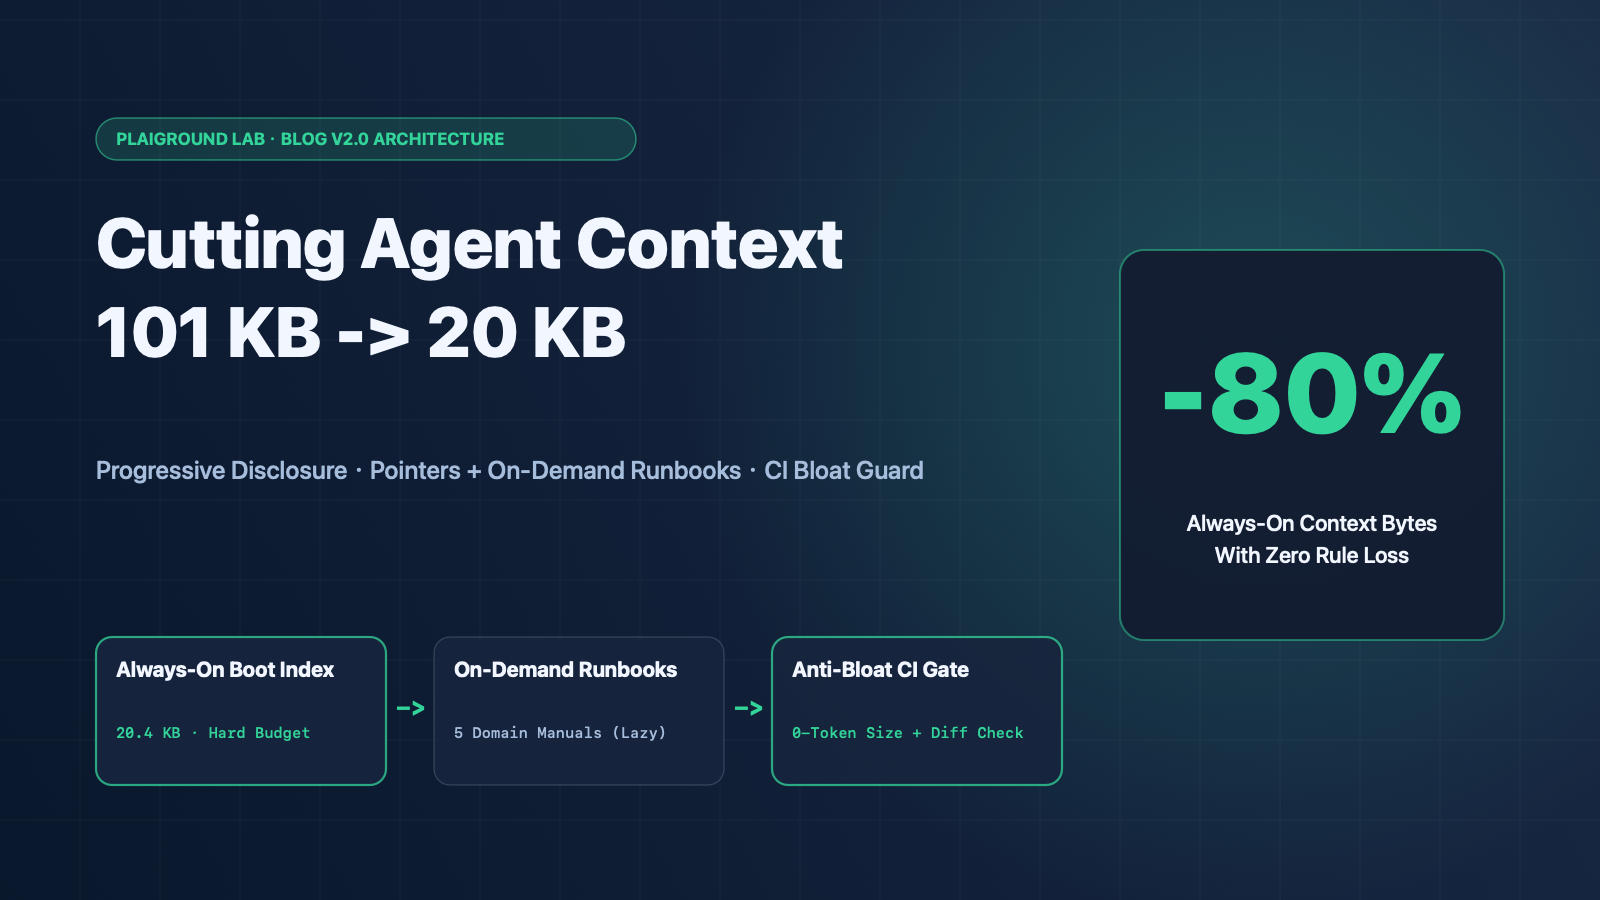 PLAIGROUND LAB · BLOG V2.0 ARCHITECTURE
Cutting Agent Context
101 KB -> 20 KB
Progressive Disclosure · Pointers + On-Demand Runbooks · CI Bloat Guard
-80%
Always-On Context Bytes
With Zero Rule Loss
Always-On Boot Index
20.4 KB · Hard Budget
->
On-Demand Runbooks
5 Domain Manuals (Lazy)
->
Anti-Bloat CI Gate
0-Token Size + Diff Check